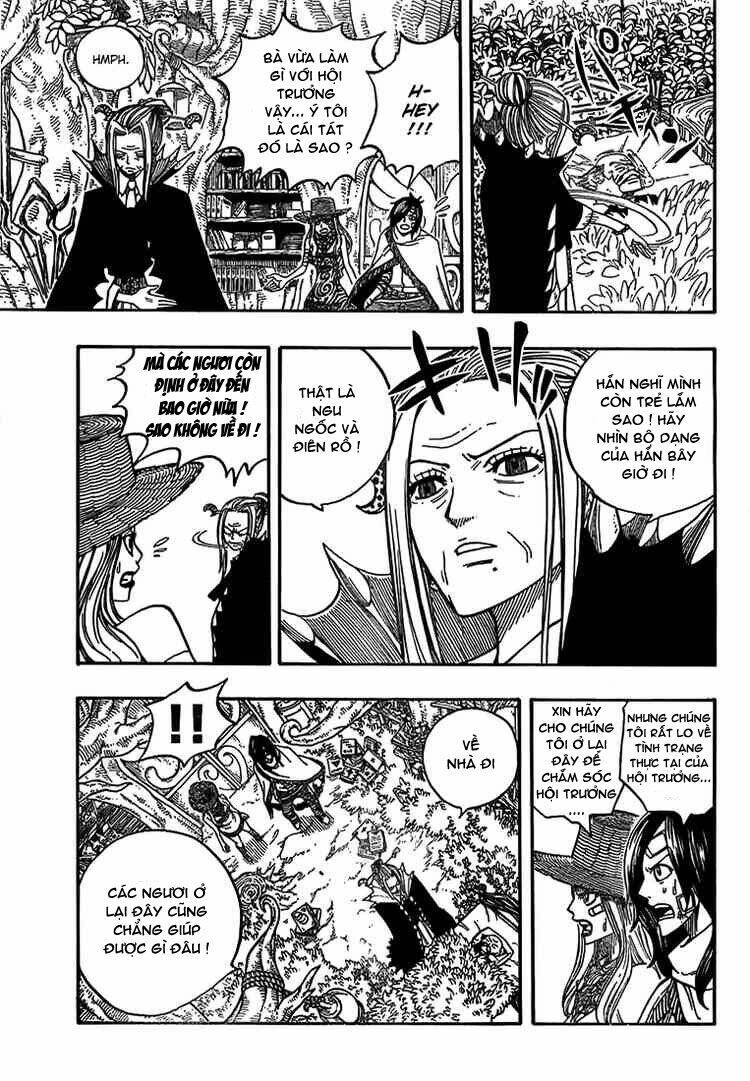 H-
HEY
!!!
BÀ VỪA LÀM
GÌ VỚI HỘI
TRƯỞNG
VẬY... Ý TÔI
LÀ CÁI TÁT
ĐÓ LÀ SAO ?
HMPH.
HẮN NGHĨ MÌNH
CÒN TRẺ LẮM
SAO ! HÃY
NHÌN BỘ DẠNG
CỦA HẮN BÂY
GIỜ ĐI !
THẬT LÀ
NGU
NGỐC VÀ
ĐIÊN RỒ !
MÀ CÁC NGƯƠI CÒN
ĐỊNH Ở ĐÂY ĐẾN
BAO GIỜ NỮA !
SAO KHÔNG VỀ ĐI !
NHƯNG CHÚNG
TÔI RẤT LO VỀ
TÌNH TRẠNG
THỰC TẠI CỦA
HỘI TRƯỞNG...
XIN HÃY
CHO CHÚNG
TÔI Ở LẠI
ĐÂY ĐỂ
CHĂM SÓC
HỘI TRƯỞNG
....
VỀ
NHÀ ĐI
!!
CÁC NGƯƠI Ở
LẠI ĐÂY CŨNG
CHẲNG GIÚP
ĐƯỢC GÌ ĐÂU !